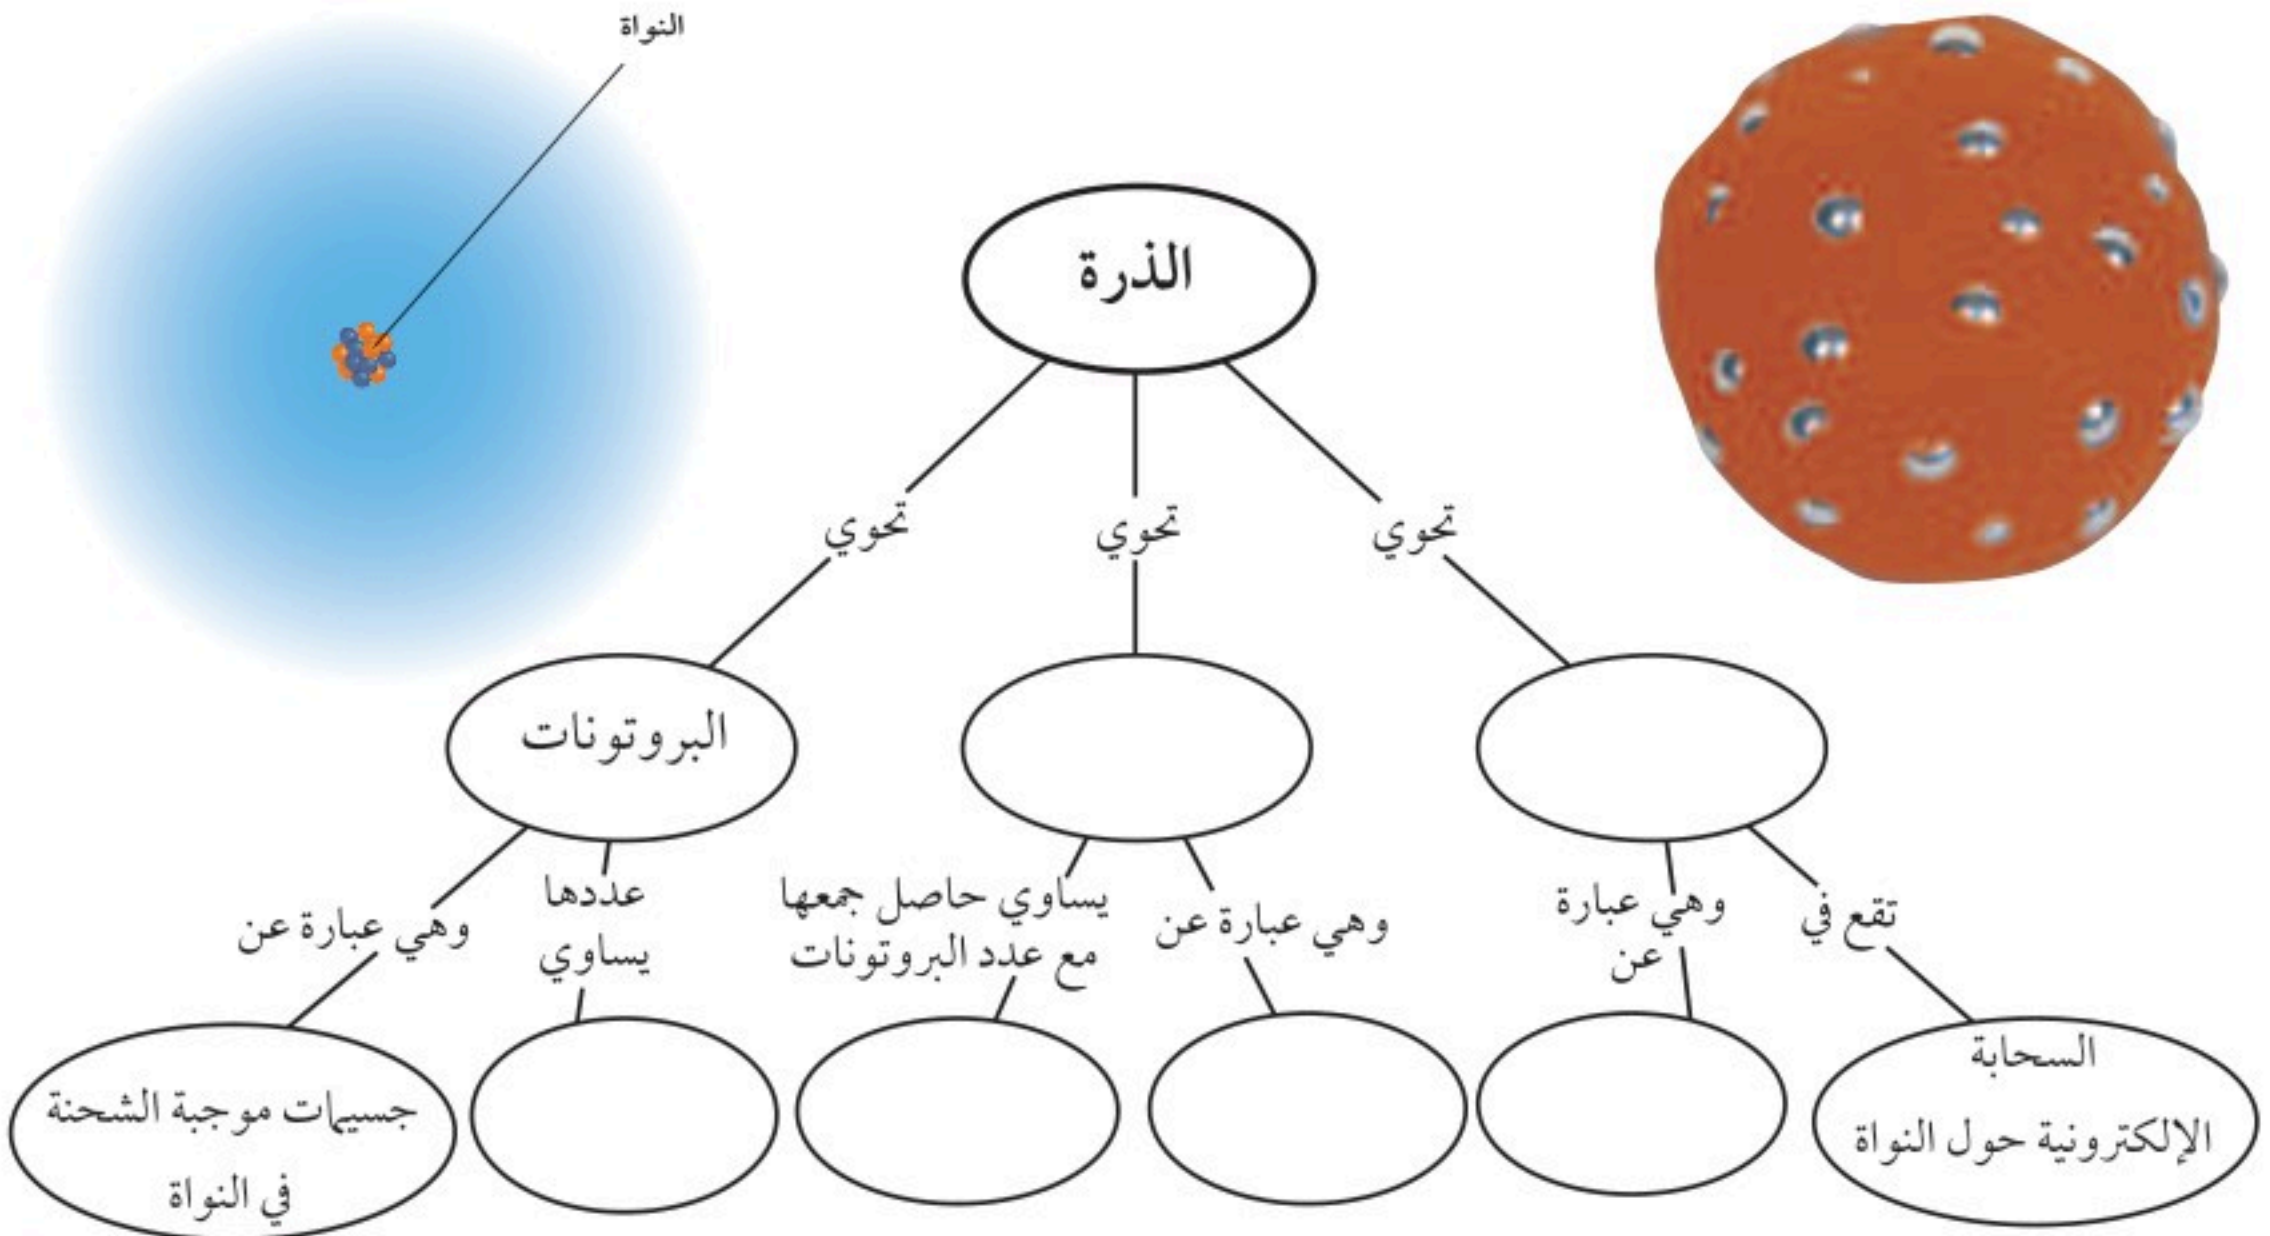 النواة
الذرة
تحوي
تحوي
تحوي
البروتونات
تقع في
وهي عبارة
عن
وهي عبارة عن
يساوي حاصل جمعها
مع عدد البروتونات
عددها
يساوي
وهي عبارة عن
السحابة
الإلكترونية حول النواة
جسيمات موجبة الشحنة
في النواة